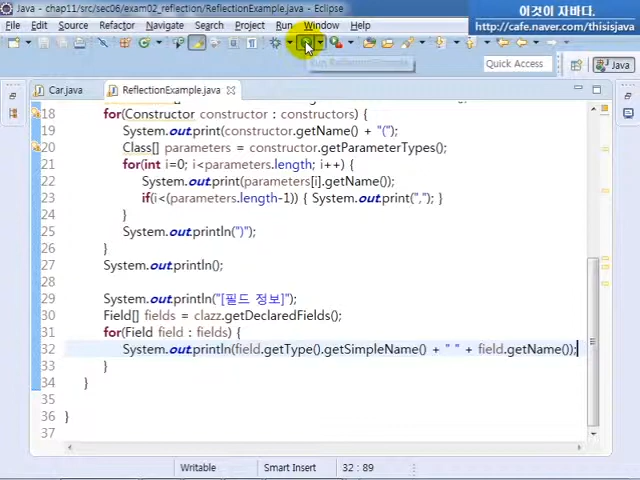 Java - chap11/src/sec06/exam02_reflection/ReflectionExample.java - Eclipse
이것이 자바다.
http://cafe.naver.com/thisisjava
File Edit Source Refactor Navigate Search Project Run Window Help
Run ReflectionExample
Quick Access
Java
Car.java
ReflectionExample.java
18 for(Constructor constructor : constructors) {
19 System.out.print(constructor.getName() + "(");
20 Class[] parameters = constructor.getParameterTypes();
21 for(int i=0; i<parameters.length; i++) {
22 System.out.print(parameters[i].getName());
23 if(i<(parameters.length-1)) { System.out.print(","); }
24 }
25 System.out.println(")");
26 }
27 System.out.println();
28
29 System.out.println("[필드 정보]");
30 Field[] fields = clazz.getDeclaredFields();
31 for(Field field : fields) {
32 System.out.println(field.getType().getSimpleName() + " " + field.getName());
33 }
34 }
35
36 }
37
Writable
Smart Insert
32 : 89